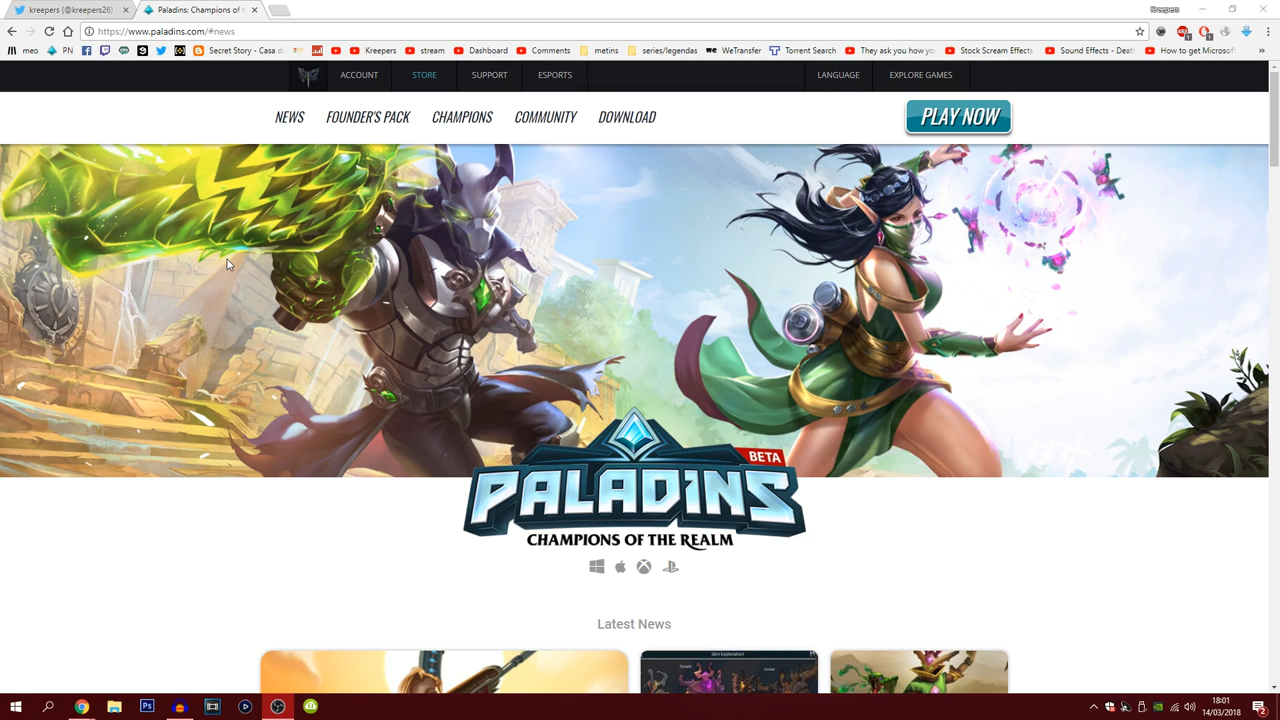 kreepers (@kreepers26)
Paladins: Champions of
Kreepers
https://www.paladins.com/#news
meo
PN
Secret Story - Casa d
Kreepers
stream
Dashboard
Comments
metins
series/legendas
WeTransfer
Torrent Search
They ask you how yo
Stock Scream Effects
Sound Effects - Deat
How to get Microsof
ACCOUNT
STORE
SUPPORT
ESPORTS
LANGUAGE
EXPLORE GAMES
NEWS
FOUNDER'S PACK
CHAMPIONS
COMMUNITY
DOWNLOAD
PLAY NOW
BETA
PALADINS
CHAMPIONS OF THE REALM
Latest News
Skin Exploration
18:01
14/03/2018